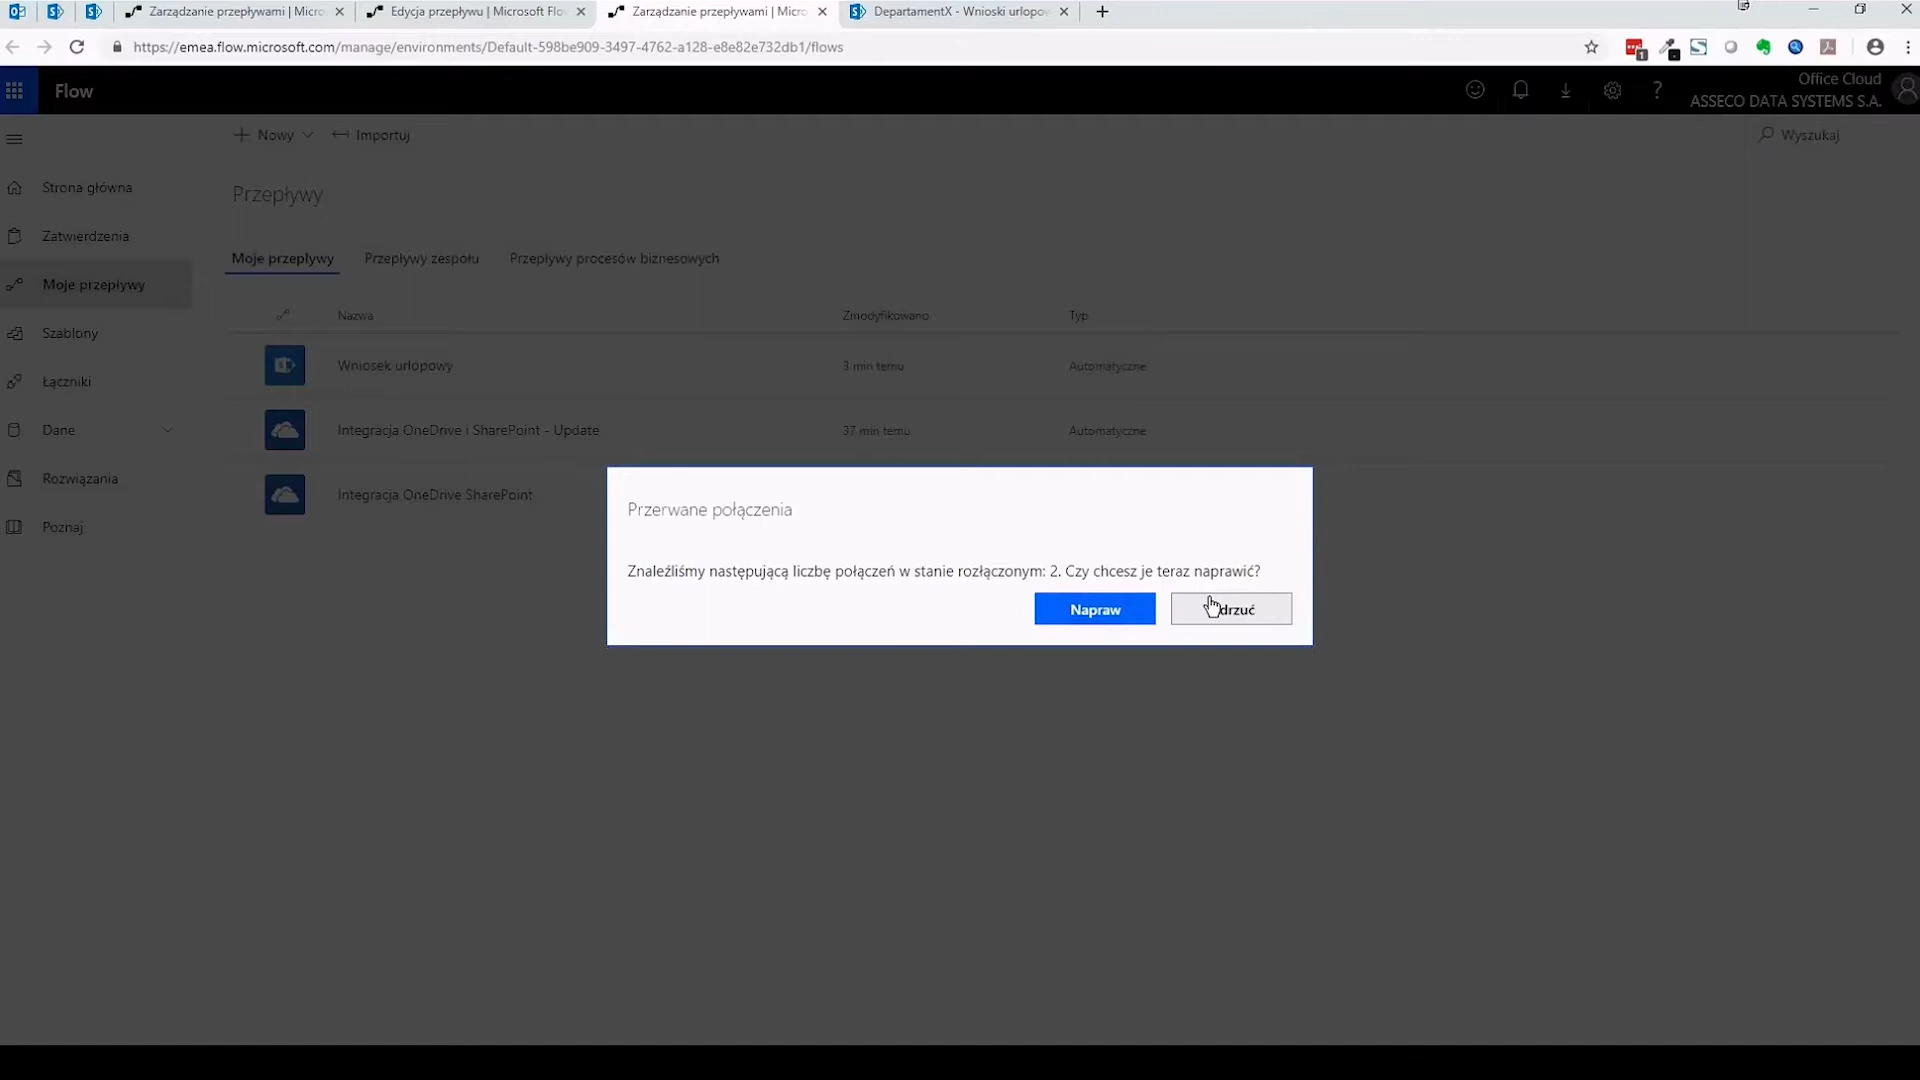 Zarządzanie przepływami | Micro
Edycja przepływu | Microsoft Flo
Zarządzanie przepływami | Micro
DepartamentX - Wnioski urlopow
https://emea.flow.microsoft.com/manage/environments/Default-598be909-3497-4762-a128-e8e82e732db1/flows
1
Flow
?
Office Cloud
ASSECO DATA SYSTEMS S.A.
Nowy
Importuj
Wyszukaj
Strona główna
Zatwierdzenia
Moje przepływy
Szablony
Łączniki
Dane
Rozwiązania
Poznaj
Przepływy
Moje przepływy
Przepływy zespołu
Przepływy procesów biznesowych
Nazwa
Zmodyfikowano
Typ
Wniosek urlopowy
3 min temu
Automatyczne
Integracja OneDrive i SharePoint - Update
37 min temu
Automatyczne
Integracja OneDrive SharePoint
Przerwane połączenia
Znaleźliśmy następującą liczbę połączeń w stanie rozłączonym: 2. Czy chcesz je teraz naprawić?
Napraw